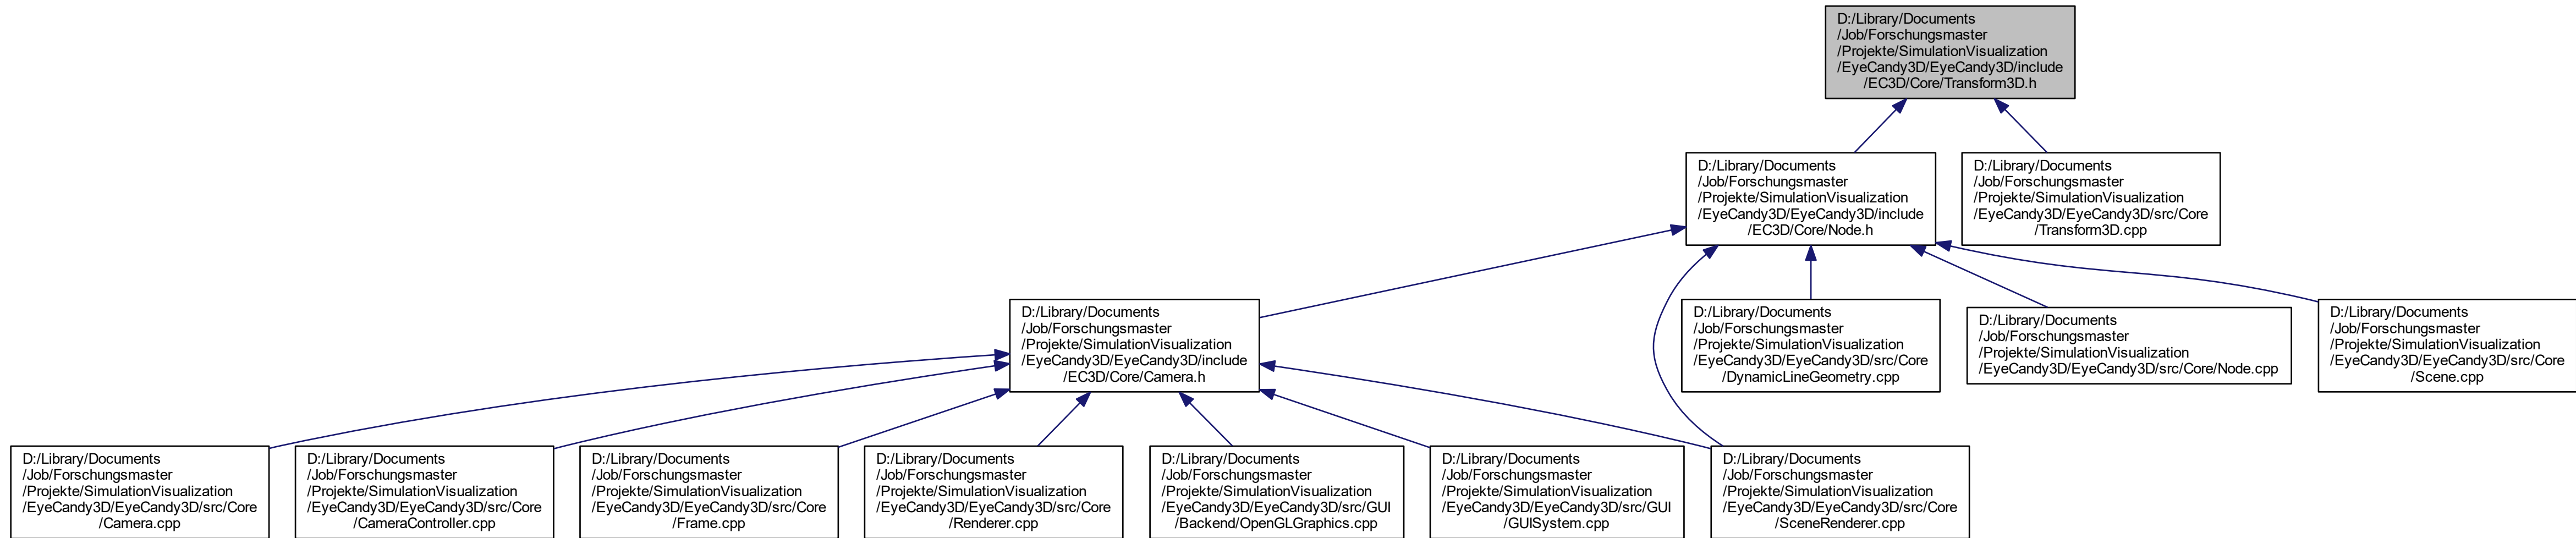 D:/Library/Documents
/Job/Forschungsmaster
/Projekte/SimulationVisualization
/EyeCandy3D/EyeCandy3D/include
/EC3D/Core/Transform3D.h
D:/Library/Documents
/Job/Forschungsmaster
/Projekte/SimulationVisualization
/EyeCandy3D/EyeCandy3D/include
/EC3D/Core/Node.h
D:/Library/Documents
/Job/Forschungsmaster
/Projekte/SimulationVisualization
/EyeCandy3D/EyeCandy3D/src/Core
/Transform3D.cpp
D:/Library/Documents
/Job/Forschungsmaster
/Projekte/SimulationVisualization
/EyeCandy3D/EyeCandy3D/include
/EC3D/Core/Camera.h
D:/Library/Documents
/Job/Forschungsmaster
/Projekte/SimulationVisualization
/EyeCandy3D/EyeCandy3D/src/Core
/DynamicLineGeometry.cpp
D:/Library/Documents
/Job/Forschungsmaster
/Projekte/SimulationVisualization
/EyeCandy3D/EyeCandy3D/src/Core/Node.cpp
D:/Library/Documents
/Job/Forschungsmaster
/Projekte/SimulationVisualization
/EyeCandy3D/EyeCandy3D/src/Core
/Scene.cpp
D:/Library/Documents
/Job/Forschungsmaster
/Projekte/SimulationVisualization
/EyeCandy3D/EyeCandy3D/src/Core
/Camera.cpp
D:/Library/Documents
/Job/Forschungsmaster
/Projekte/SimulationVisualization
/EyeCandy3D/EyeCandy3D/src/Core
/CameraController.cpp
D:/Library/Documents
/Job/Forschungsmaster
/Projekte/SimulationVisualization
/EyeCandy3D/EyeCandy3D/src/Core
/Frame.cpp
D:/Library/Documents
/Job/Forschungsmaster
/Projekte/SimulationVisualization
/EyeCandy3D/EyeCandy3D/src/Core
/Renderer.cpp
D:/Library/Documents
/Job/Forschungsmaster
/Projekte/SimulationVisualization
/EyeCandy3D/EyeCandy3D/src/GUI
/Backend/OpenGLGraphics.cpp
D:/Library/Documents
/Job/Forschungsmaster
/Projekte/SimulationVisualization
/EyeCandy3D/EyeCandy3D/src/GUI
/GUISystem.cpp
D:/Library/Documents
/Job/Forschungsmaster
/Projekte/SimulationVisualization
/EyeCandy3D/EyeCandy3D/src/Core
/SceneRenderer.cpp